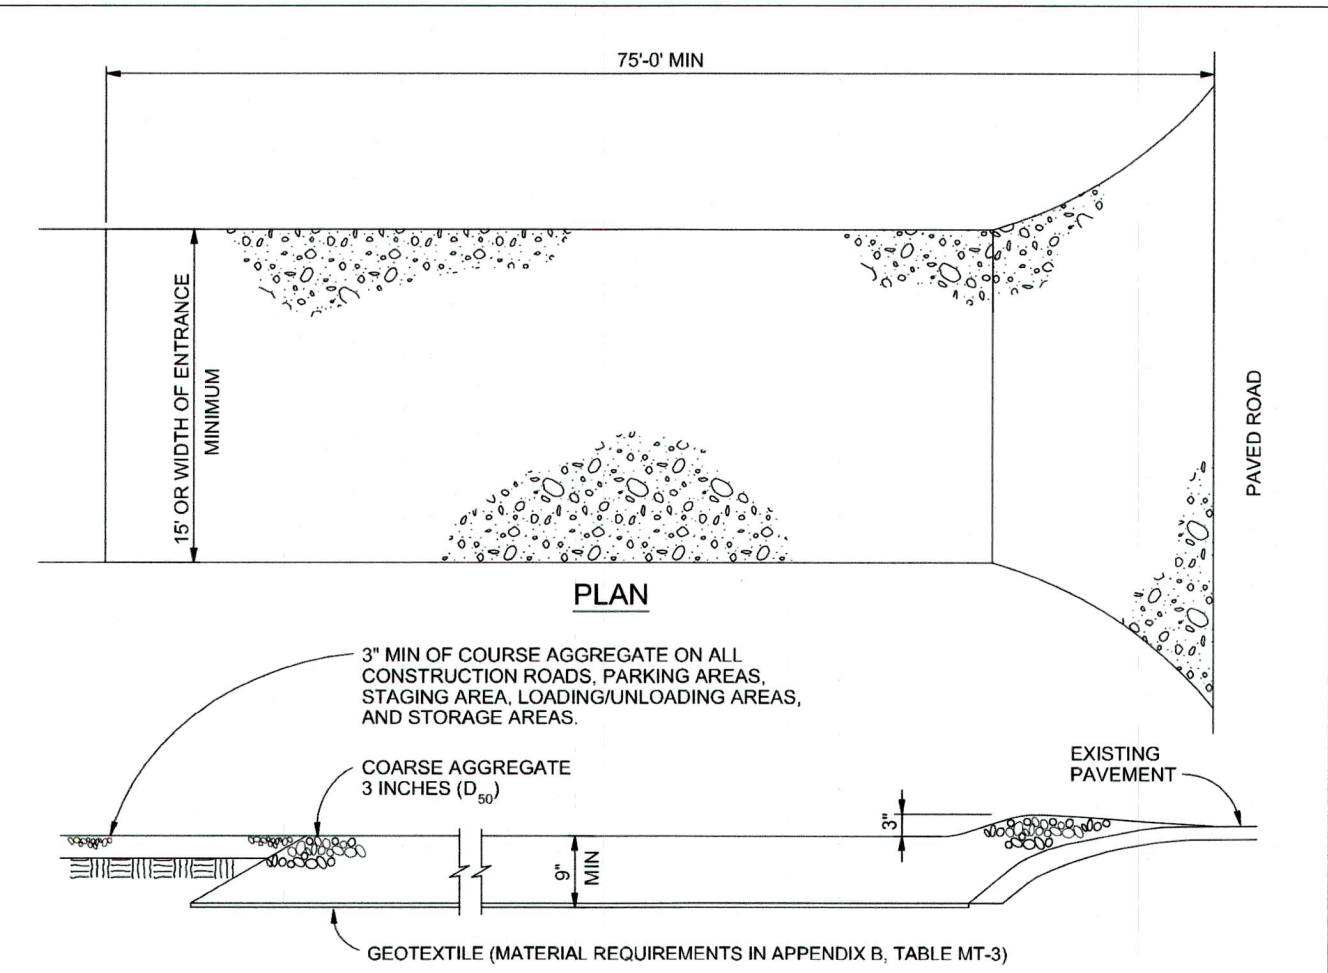 75'-0' MIN
15' OR WIDTH OF ENTRANCE
MINIMUM
PAVED ROAD
PLAN
3" MIN OF COURSE AGGREGATE ON ALL
CONSTRUCTION ROADS, PARKING AREAS,
STAGING AREA, LOADING/UNLOADING AREAS,
AND STORAGE AREAS.
COARSE AGGREGATE
3 INCHES (D50)
EXISTING
PAVEMENT
3"
9"
MIN
GEOTEXTILE (MATERIAL REQUIREMENTS IN APPENDIX B, TABLE MT-3)